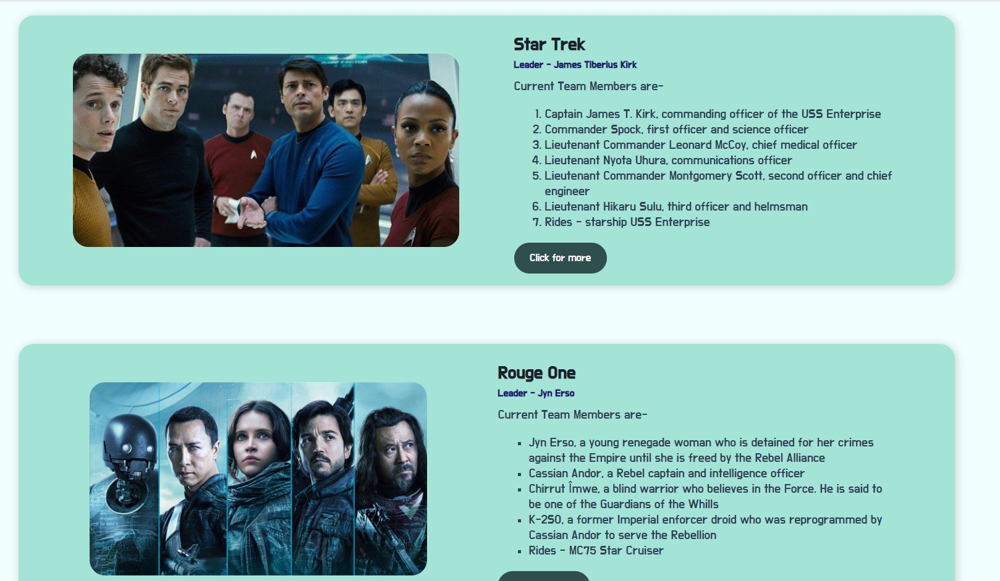 Star Trek
Leader - James Tiberius Kirk
Current Team Members are-
1. Captain James T. Kirk, commanding officer of the USS Enterprise
2. Commander Spock, first officer and science officer
3. Lieutenant Commander Leonard McCoy, chief medical officer
4. Lieutenant Nyota Uhura, communications officer
5. Lieutenant Commander Montgomery Scott, second officer and chief
engineer
6. Lieutenant Hikaru Sulu, third officer and helmsman
7. Rides - starship USS Enterprise
Click for more
Rouge One
Leader - Jyn Erso
Current Team Members are-
▪ Jyn Erso, a young renegade woman who is detained for her crimes
against the Empire until she is freed by the Rebel Alliance
▪ Cassian Andor, a Rebel captain and intelligence officer
▪ Chirrut Îmwe, a blind warrior who believes in the Force. He is said to
be one of the Guardians of the Whills
▪ K-2SO, a former Imperial enforcer droid who was reprogrammed by
Cassian Andor to serve the Rebellion
▪ Rides - MC75 Star Cruiser